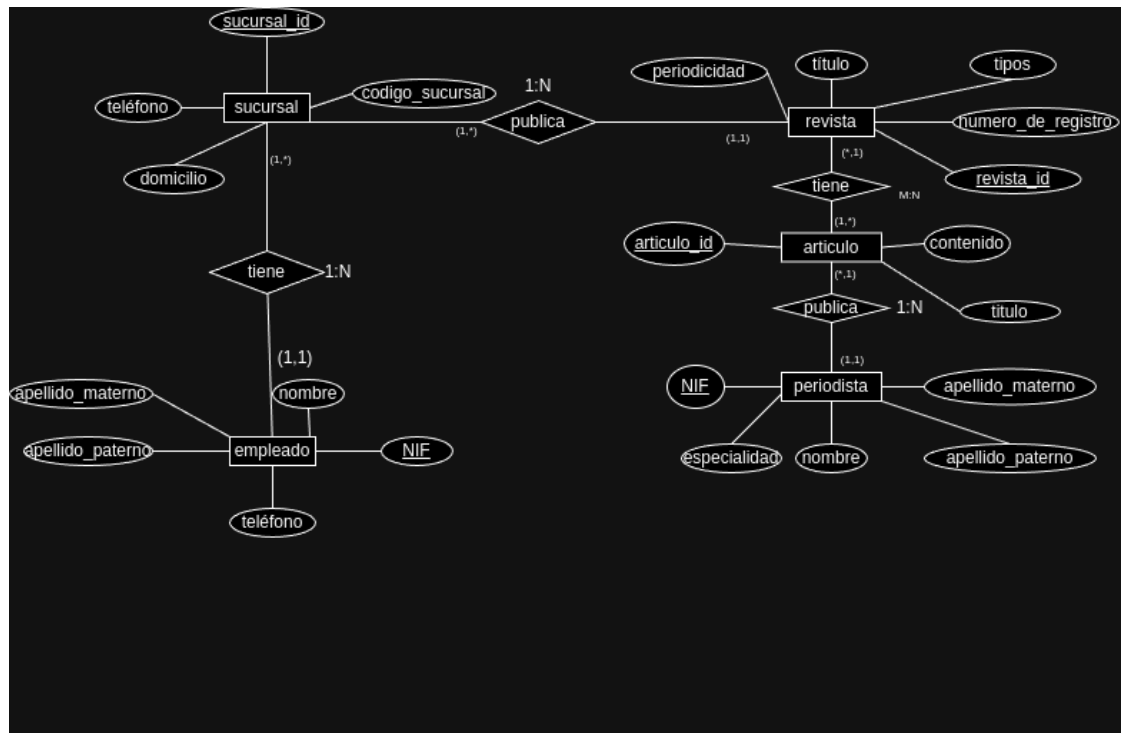 sucursal_id
teléfono
sucursal
codigo_sucursal
domicilio
(1,*)
(1,*)
1:N
publica
(1,1)
periodicidad
título
tipos
revista
numero_de_registro
revista_id
(*,1)
tiene
M:N
(1,*)
articulo_id
articulo
contenido
titulo
(*,1)
publica
1:N
(1,1)
NIF
periodista
apellido_materno
especialidad
nombre
apellido_paterno
tiene
1:N
(1,1)
apellido_materno
nombre
apellido_paterno
empleado
NIF
teléfono